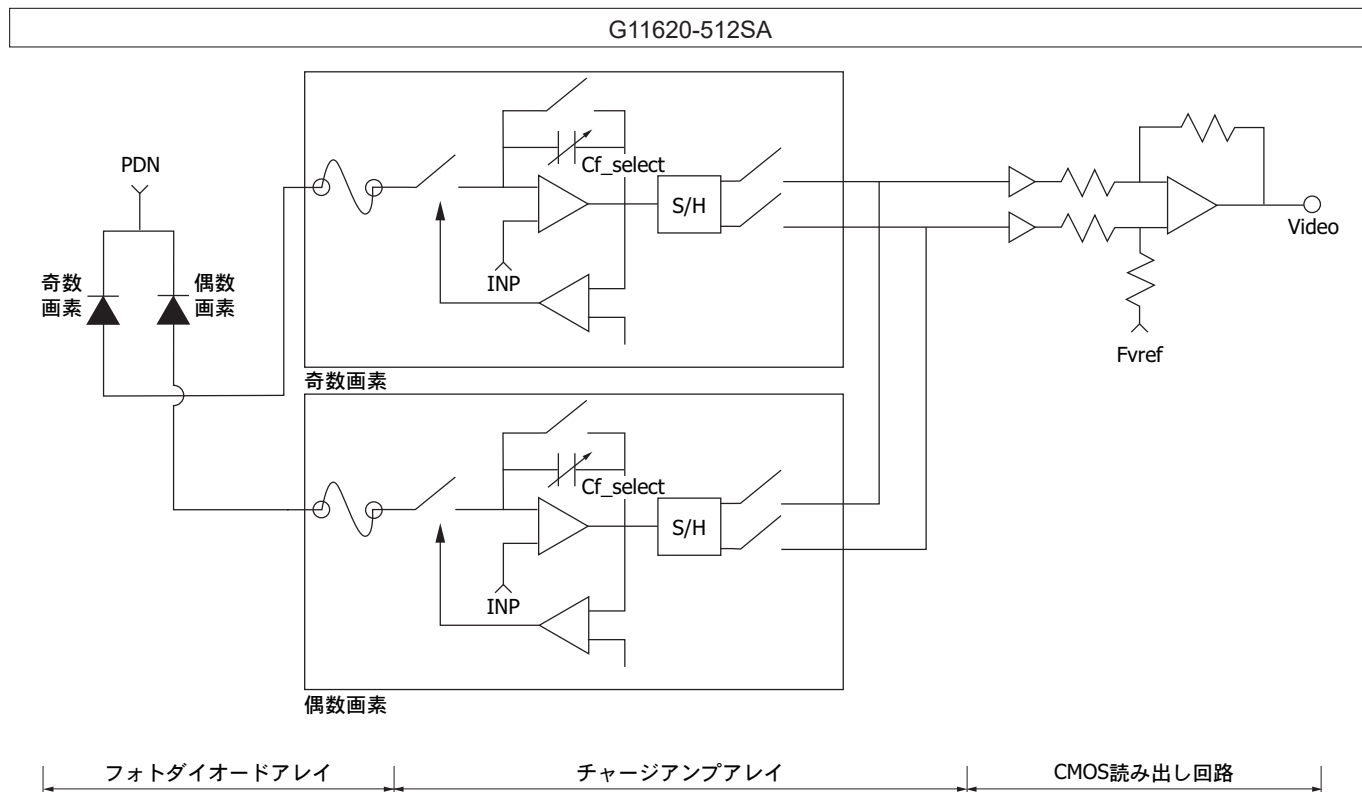 G11620-512SA
PDN
奇数
画素
偶数
画素
Cf_select
S/H
INP
奇数画素
Cf_select
S/H
INP
偶数画素
Video
Fvref
フォトダイオードアレイ
チャージアンプアレイ
CMOS読み出し回路